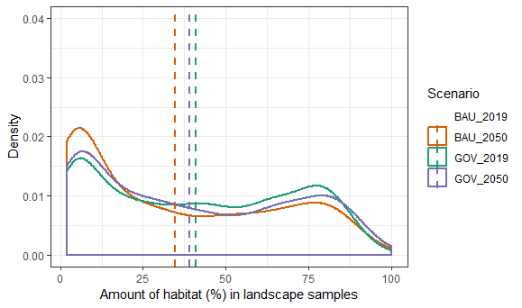 0.04
0.03
0.02
0.01
0.00
Density
0
25
50
75
100
Amount of habitat (%) in landscape samples
Scenario
BAU_2019
BAU_2050
GOV_2019
GOV_2050